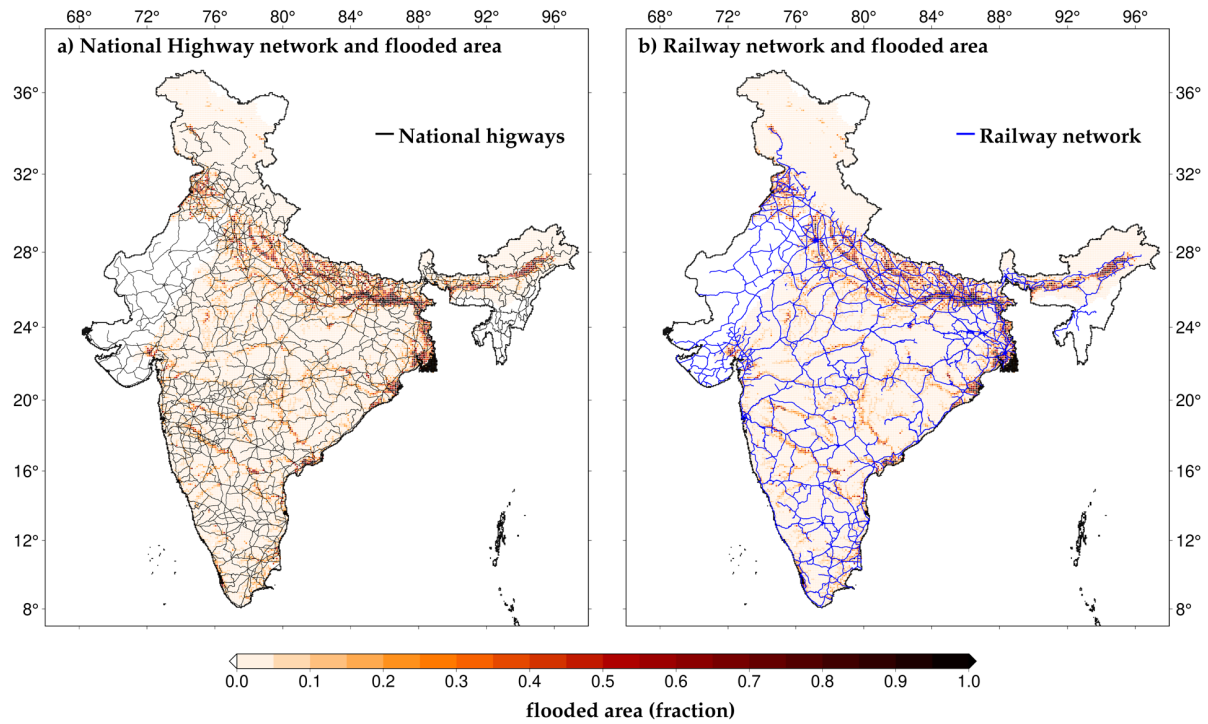 68° 72° 76° 80° 84° 88° 92° 96°
68° 72° 76° 80° 84° 88° 92° 96°
a) National Highway network and flooded area
b) Railway network and flooded area
36°
National higways
Railway network
36°
32°
32°
28°
28°
24°
24°
20°
20°
16°
16°
12°
12°
8°
8°
0.0 0.1 0.2 0.3 0.4 0.5 0.6 0.7 0.8 0.9 1.0
flooded area (fraction)